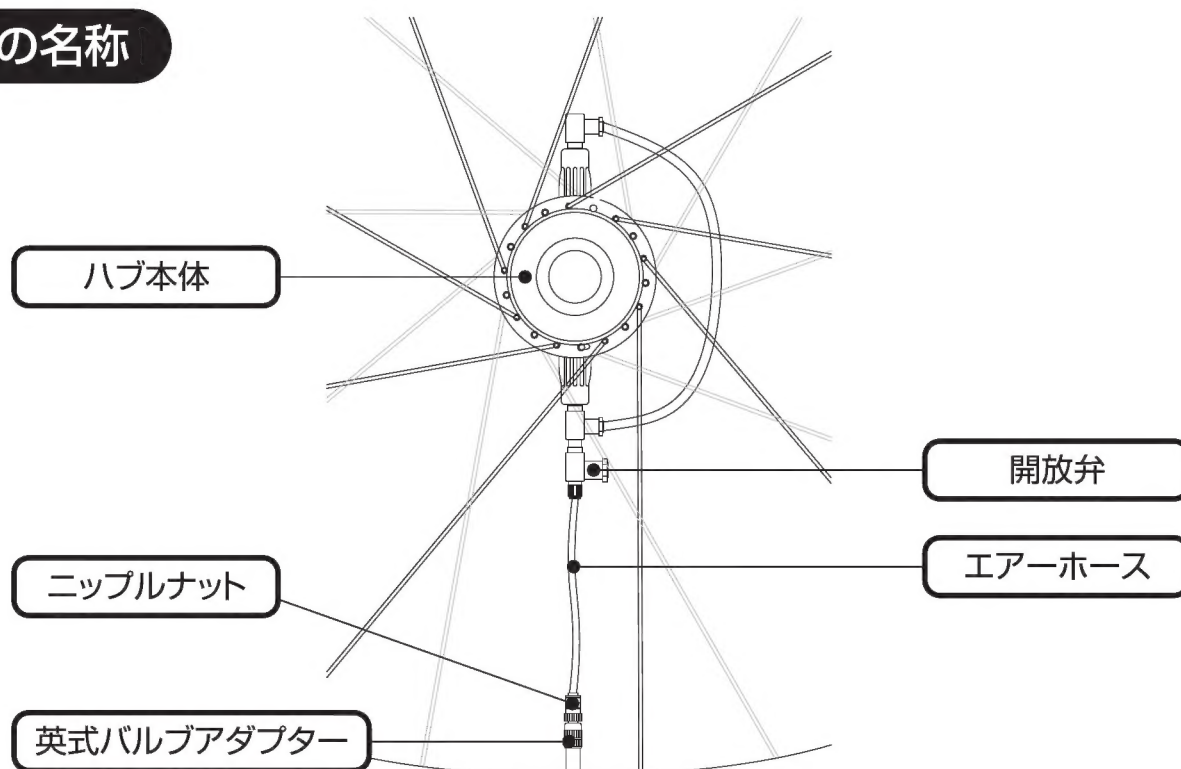 の名称
ハブ本体
開放弁
エアーホース
ニップルナット
英式バルブアダプター